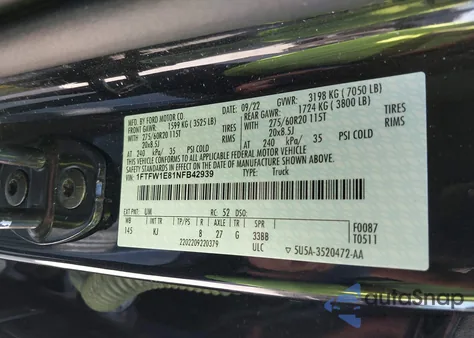 MFD. BY FORD MOTOR CO. DATE: 09/22 GVWR: 3198 KG (7050 LB)
FRONT GAWR: 1599 KG (3525 LB) REAR GAWR: 1724 KG (3800 LB)
275/60R20 115T TIRES 275/60R20 115T TIRES
20x8.5J RIMS 20x8.5J RIMS
AT 240 kPa/ 35 PSI COLD AT 240 kPa/ 35 PSI COLD
THIS VEHICLE CONFORMS TO ALL APPLICABLE FEDERAL MOTOR VEHICLE
SAFETY STANDARDS IN EFFECT ON THE DATE OF MANUFACTURE SHOWN ABOVE.
1FTFW1E81NFB42939 TYPE: Truck
EXT PNT: UM RC: 52 DSO: F0087
WB INT TR TP/PS R AX TR SPR T0511
145 KJ B 27 G 33BB
2202209220379 ULC 5U5A-3520472-AA
autoSnap